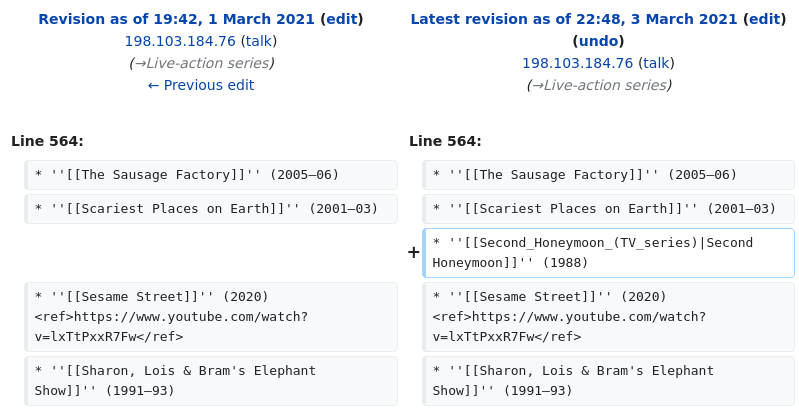 Revision as of 19:42, 1 March 2021 (edit)
198.103.184.76 (talk)
(→Live-action series)
← Previous edit
Latest revision as of 22:48, 3 March 2021 (edit)
(undo)
198.103.184.76 (talk)
(→Live-action series)
Line 564:
Line 564:
* ''[[The Sausage Factory]]'' (2005–06)
* ''[[The Sausage Factory]]'' (2005–06)
* ''[[Scariest Places on Earth]]'' (2001–03)
* ''[[Scariest Places on Earth]]'' (2001–03)
+
* ''[[Second_Honeymoon_(TV_series)|Second
Honeymoon]]'' (1988)
* ''[[Sesame Street]]'' (2020)
<ref>https://www.youtube.com/watch?
v=lxTtPxxR7Fw</ref>
* ''[[Sesame Street]]'' (2020)
<ref>https://www.youtube.com/watch?
v=lxTtPxxR7Fw</ref>
* ''[[Sharon, Lois & Bram's Elephant
Show]]'' (1991–93)
* ''[[Sharon, Lois & Bram's Elephant
Show]]'' (1991–93)